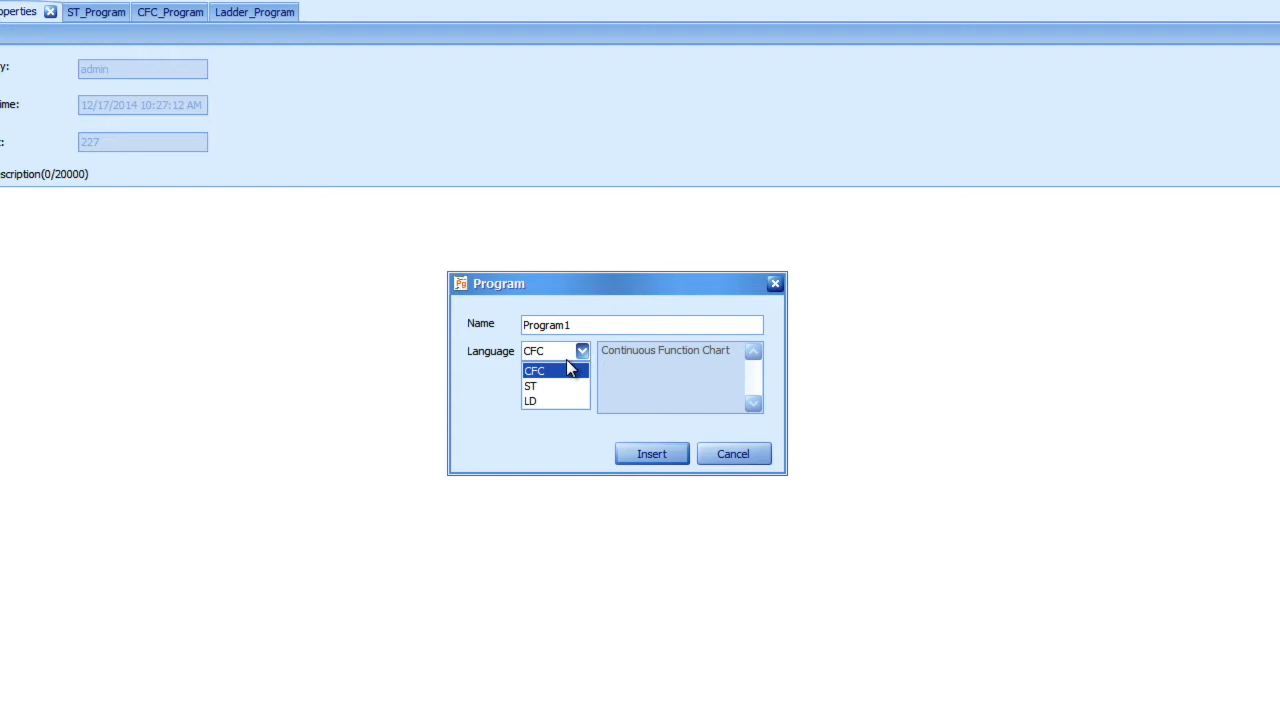 operties ST_Program CFC_Program Ladder_Program
y: admin
ime: 12/17/2014 10:27:12 AM
t: 227
scription(0/20000)
Pg Program
Name Program1
Language CFC Continuous Function Chart
CFC
ST
LD
Insert Cancel